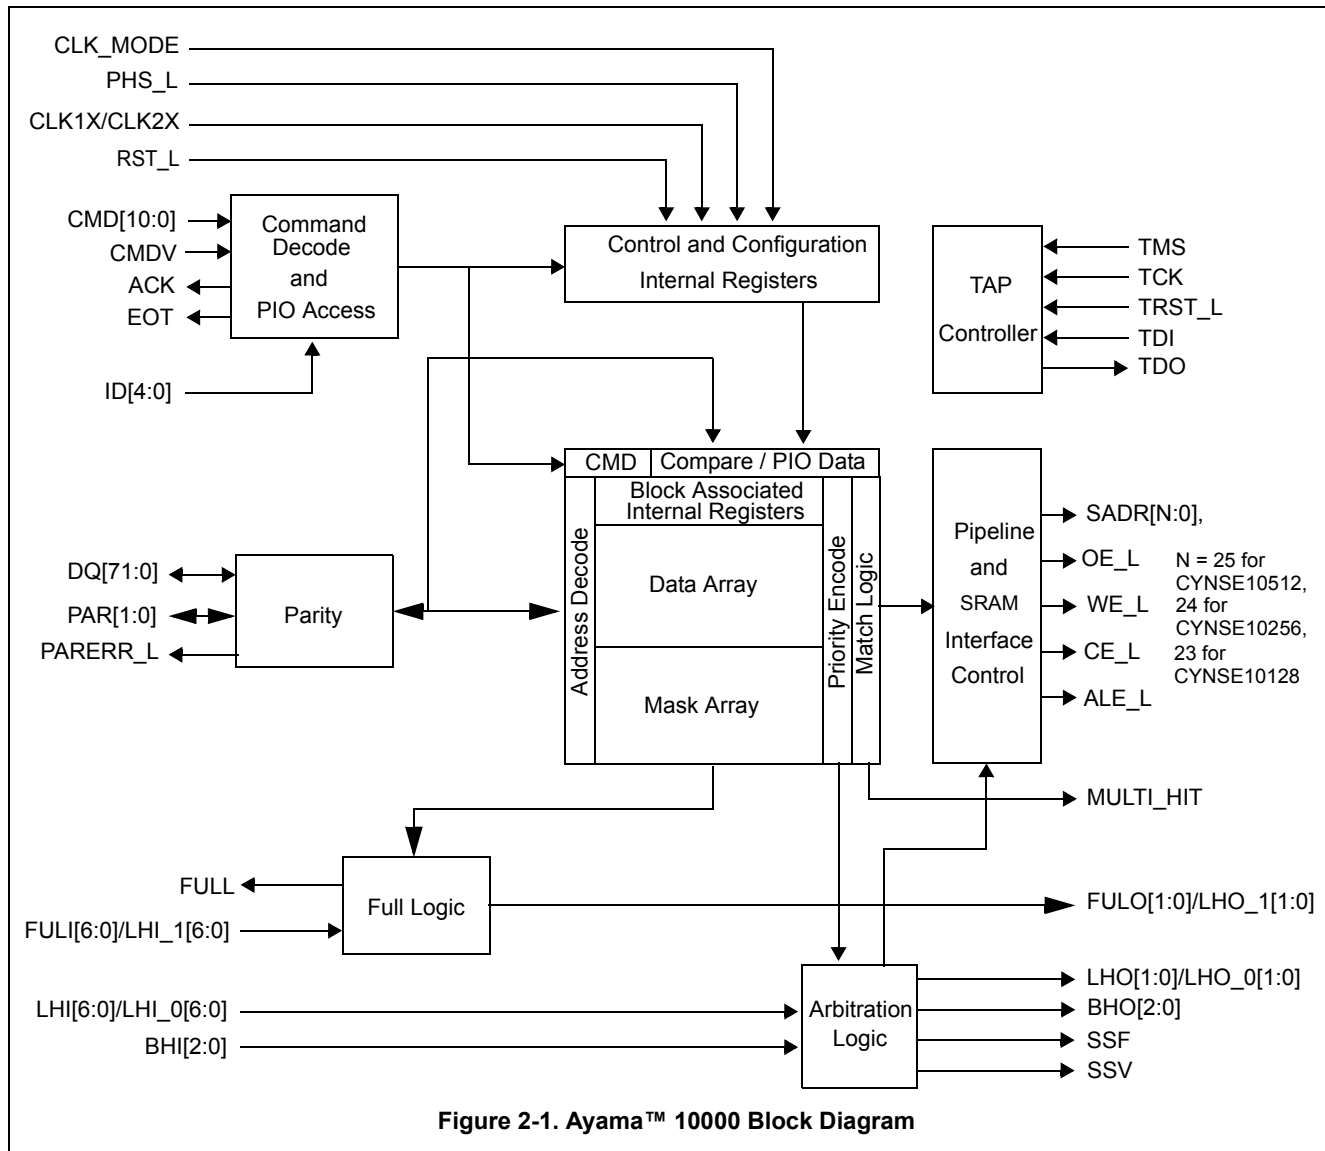 CLK_MODE
PHS_L
CLK1X/CLK2X
RST_L
CMD[10:0]
CMDV
ACK
EOT
ID[4:0]
Command
Decode
and
PIO Access
Control and Configuration
Internal Registers
TAP
Controller
TMS
TCK
TRST_L
TDI
TDO
CMD
Compare / PIO Data
Block Associated
Internal Registers
Address Decode
Data Array
Mask Array
Priority Encode
Match Logic
DQ[71:0]
PAR[1:0]
PARERR_L
Parity
Pipeline
and
SRAM
Interface
Control
SADR[N:0],
OE_L
WE_L
CE_L
ALE_L
N = 25 for
CYNSE10512,
24 for
CYNSE10256,
23 for
CYNSE10128
MULTI_HIT
FULL
FULI[6:0]/LHI_1[6:0]
Full Logic
FULO[1:0]/LHO_1[1:0]
LHI[6:0]/LHI_0[6:0]
BHI[2:0]
Arbitration
Logic
LHO[1:0]/LHO_0[1:0]
BHO[2:0]
SSF
SSV
Figure 2-1. Ayama™ 10000 Block Diagram